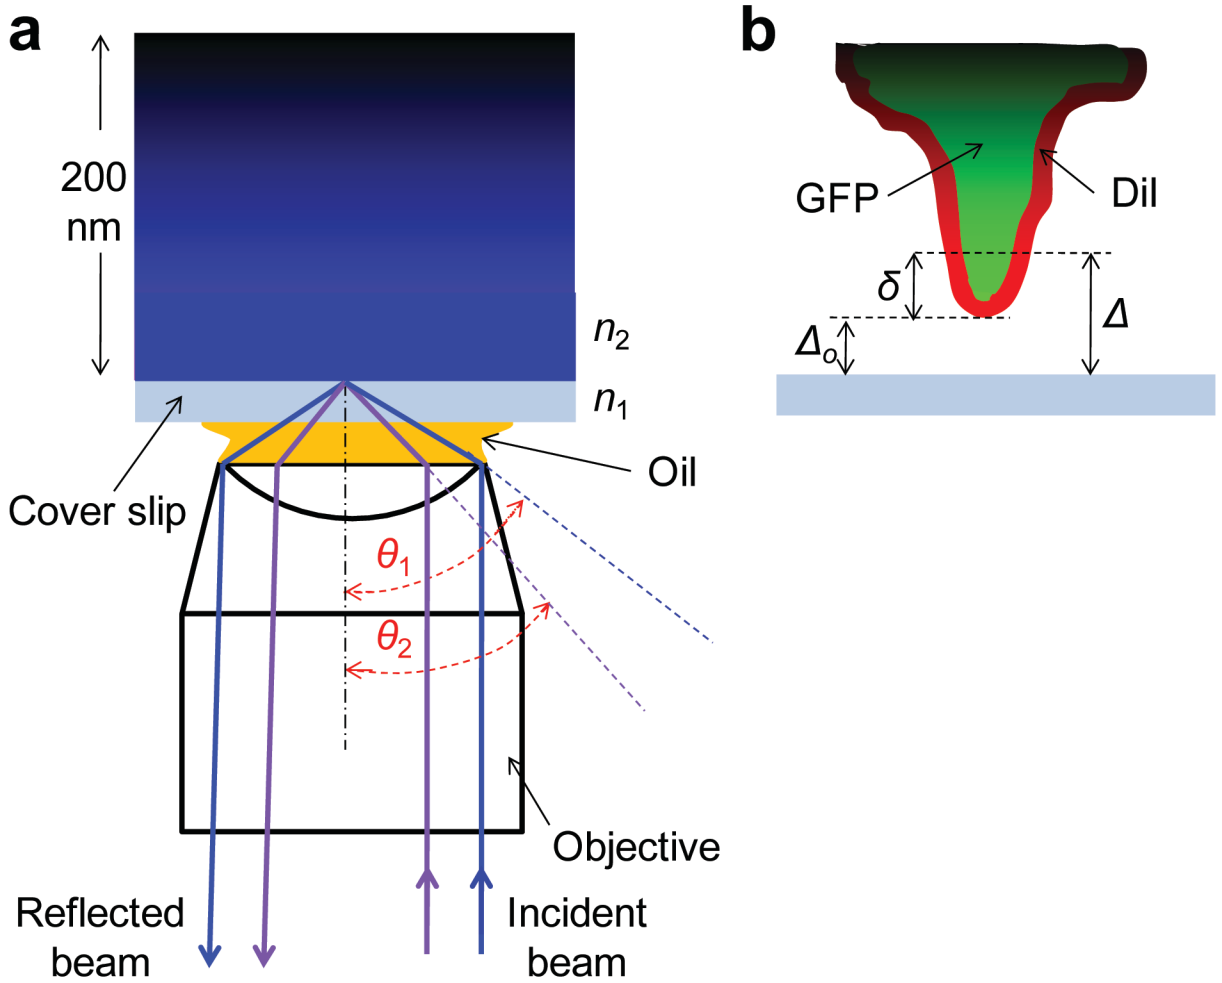 a
b
200
nm
GFP
DiI
δ
Δ
Δo
n2
n1
Oil
Cover slip
θ1
θ2
Objective
Reflected
beam
Incident
beam